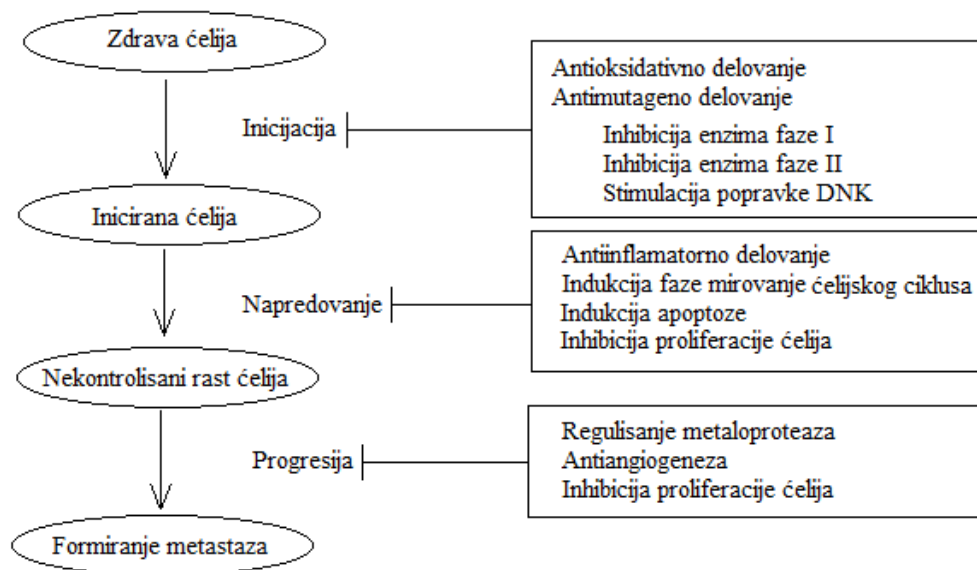 Zdrava ćelija
Inicijacija
Antioksidativno delovanje
Antimutageno delovanje
Inhibicija enzima faze I
Inhibicija enzima faze II
Stimulacija popravke DNK
Inicirana ćelija
Napredovanje
Antiinflamatorno delovanje
Indukcija faze mirovanje ćelijskog ciklusa
Indukcija apoptoze
Inhibicija proliferacije ćelija
Nekontrolisani rast ćelija
Progresija
Regulisanje metaloproteaza
Antiangiogeneza
Inhibicija proliferacije ćelija
Formiranje metastaza